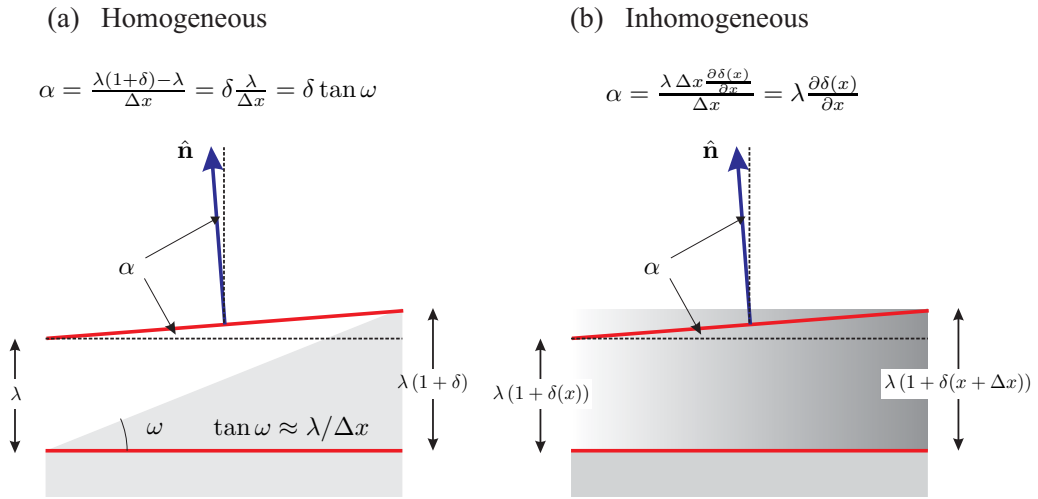 (a) Homogeneous
α = (λ(1+δ)−λ)/Δx = δ λ/Δx = δ tan ω
n̂
α
λ
λ (1 + δ)
ω
tan ω ≈ λ/Δx
(b) Inhomogeneous
α = (λ Δx ∂δ(x)/∂x)/Δx = λ ∂δ(x)/∂x
n̂
α
λ (1 + δ(x))
λ (1 + δ(x + Δx))